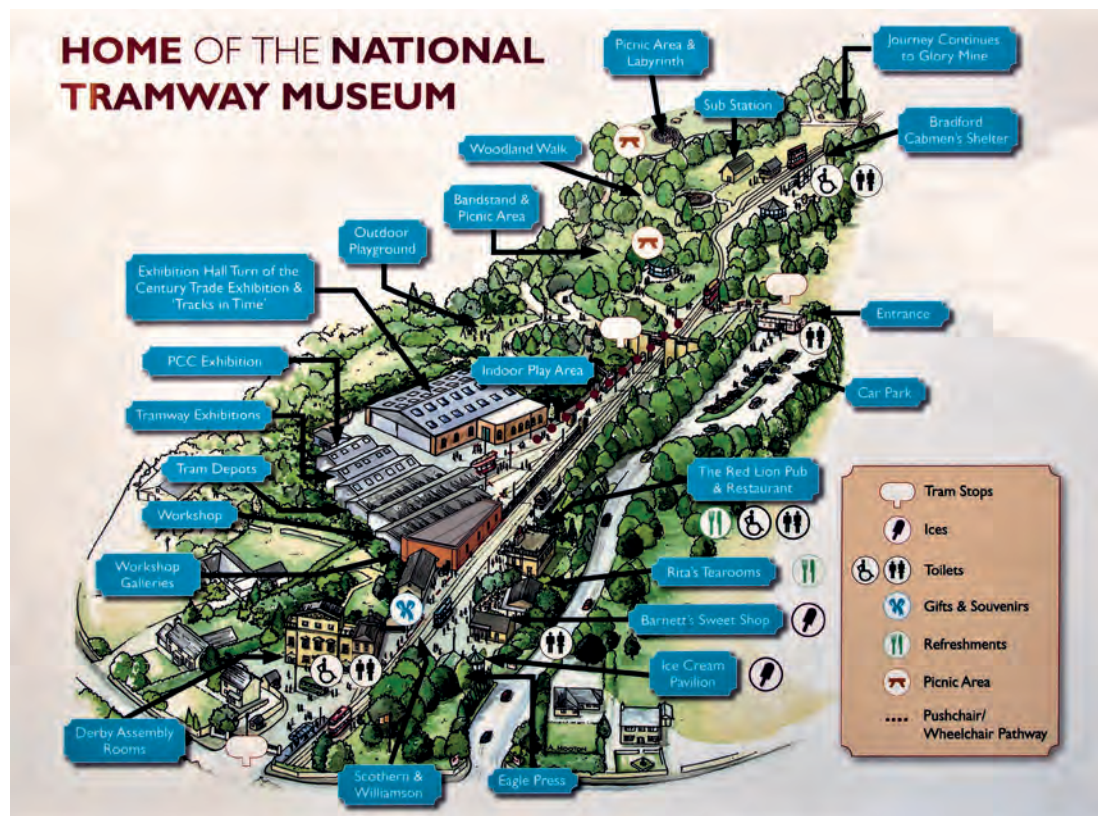 HOME OF THE NATIONAL
TRAMWAY MUSEUM
Picnic Area &
Labyrinth
Journey Continues
to Glory Mine
Sub Station
Bradford
Cabmen's Shelter
Woodland Walk
Bandstand &
Picnic Area
Outdoor
Playground
Exhibition Hall Turn of the
Century Trade Exhibition &
'Tracks in Time'
Entrance
PCC Exhibition
Indoor Play Area
Car Park
Tramway Exhibitions
Tram Depots
The Red Lion Pub
& Restaurant
Workshop
Workshop
Galleries
Rita's Tearooms
Barnett's Sweet Shop
Ice Cream
Pavilion
Derby Assembly
Rooms
Scothern &
Williamson
Eagle Press
A. HOOTON
Tram Stops
Ices
Toilets
Gifts & Souvenirs
Refreshments
Picnic Area
Pushchair/
Wheelchair Pathway